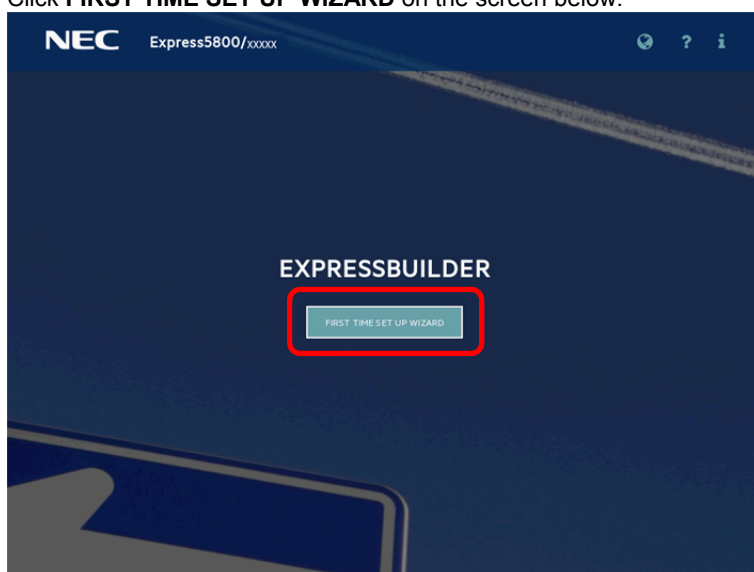 Click FIRST TIME SET UP WIZARD on the screen below.
NEC Express5800/xxxxx ? i
EXPRESSBUILDER
FIRST TIME SET UP WIZARD